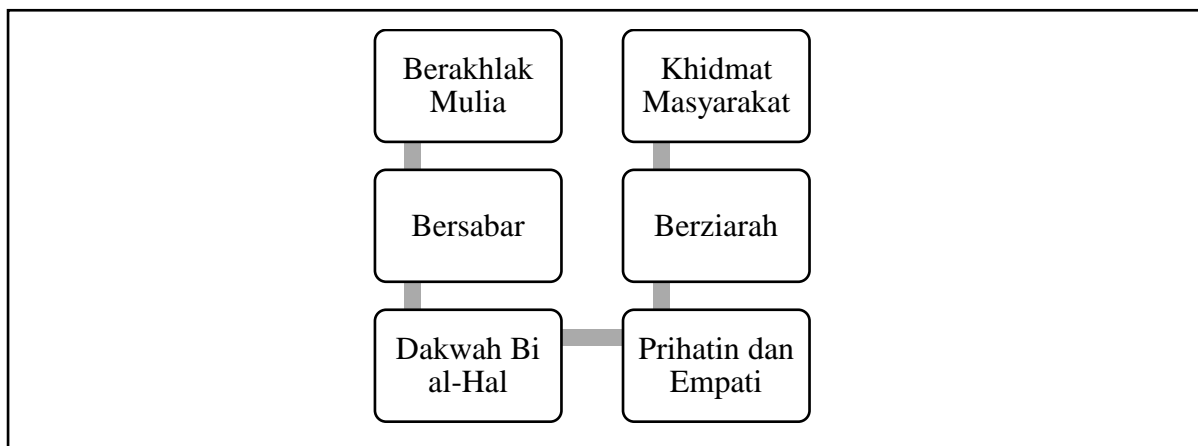 Berakhlak
Mulia
Bersabar
Dakwah Bi
al-Hal
Prihatin dan
Empati
Berziarah
Khidmat
Masyarakat